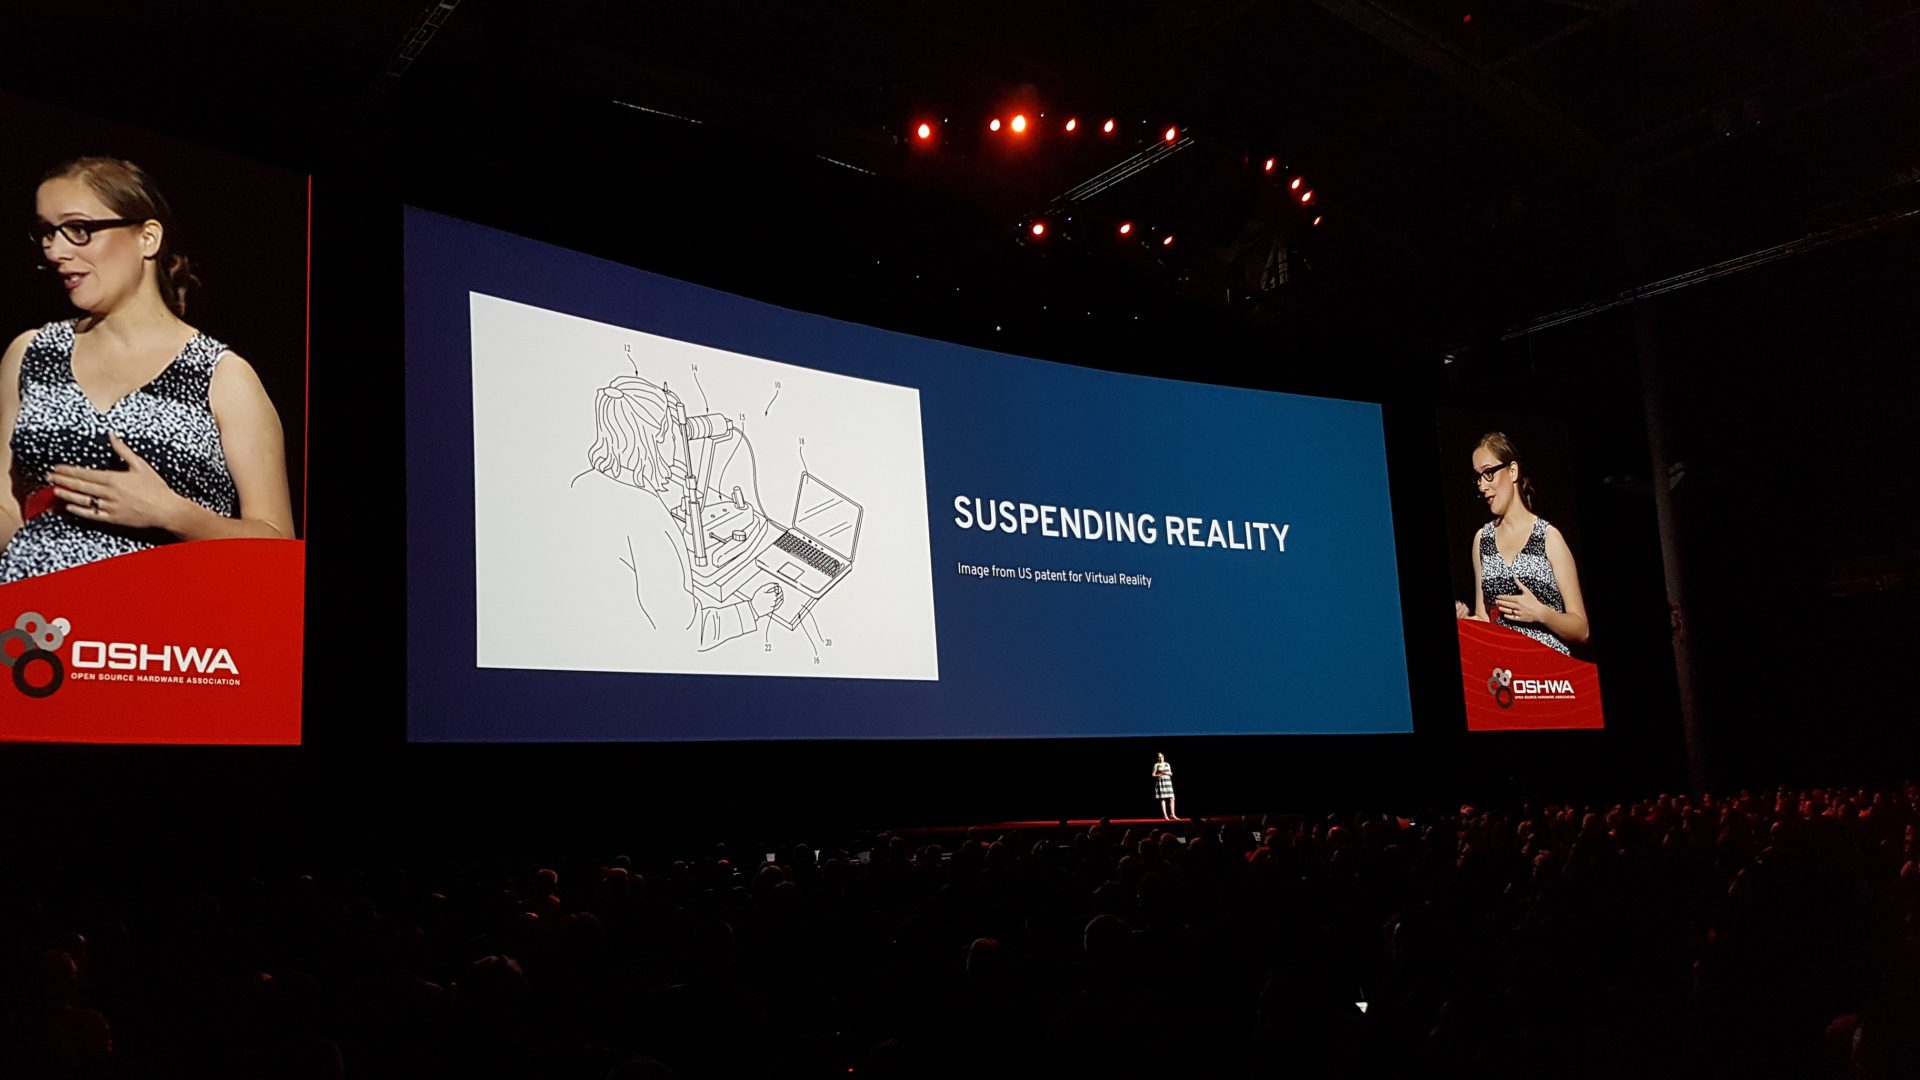 OSHWA
OPEN SOURCE HARDWARE ASSOCIATION
12
14
10
15
18
20
22
16
SUSPENDING REALITY
Image from US patent for Virtual Reality
OSHWA
OPEN SOURCE HARDWARE ASSOCIATION